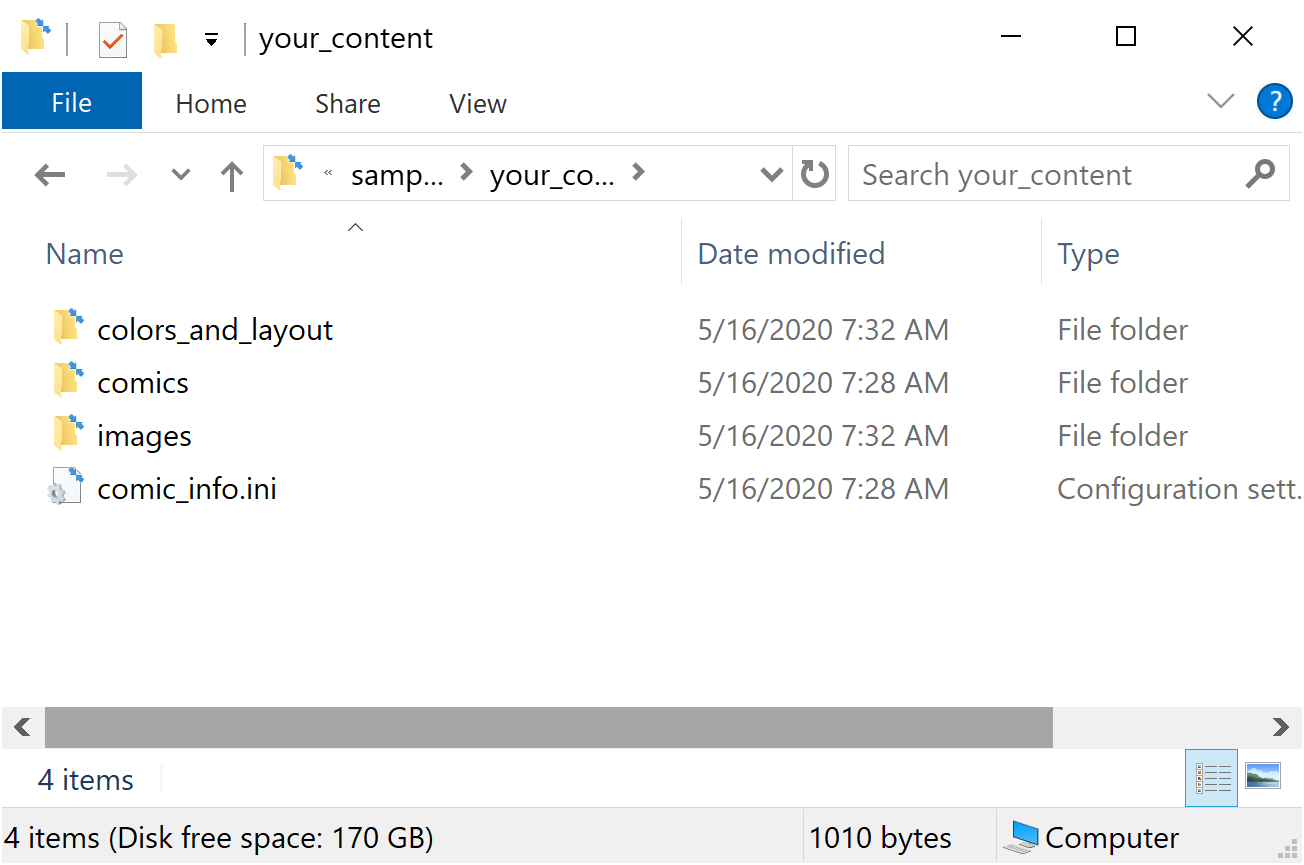 your_content
File Home Share View ?
« samp... your_co... Search your_content
Name Date modified Type
colors_and_layout 5/16/2020 7:32 AM File folder
comics 5/16/2020 7:28 AM File folder
images 5/16/2020 7:32 AM File folder
comic_info.ini 5/16/2020 7:28 AM Configuration sett.
4 items
4 items (Disk free space: 170 GB) 1010 bytes Computer